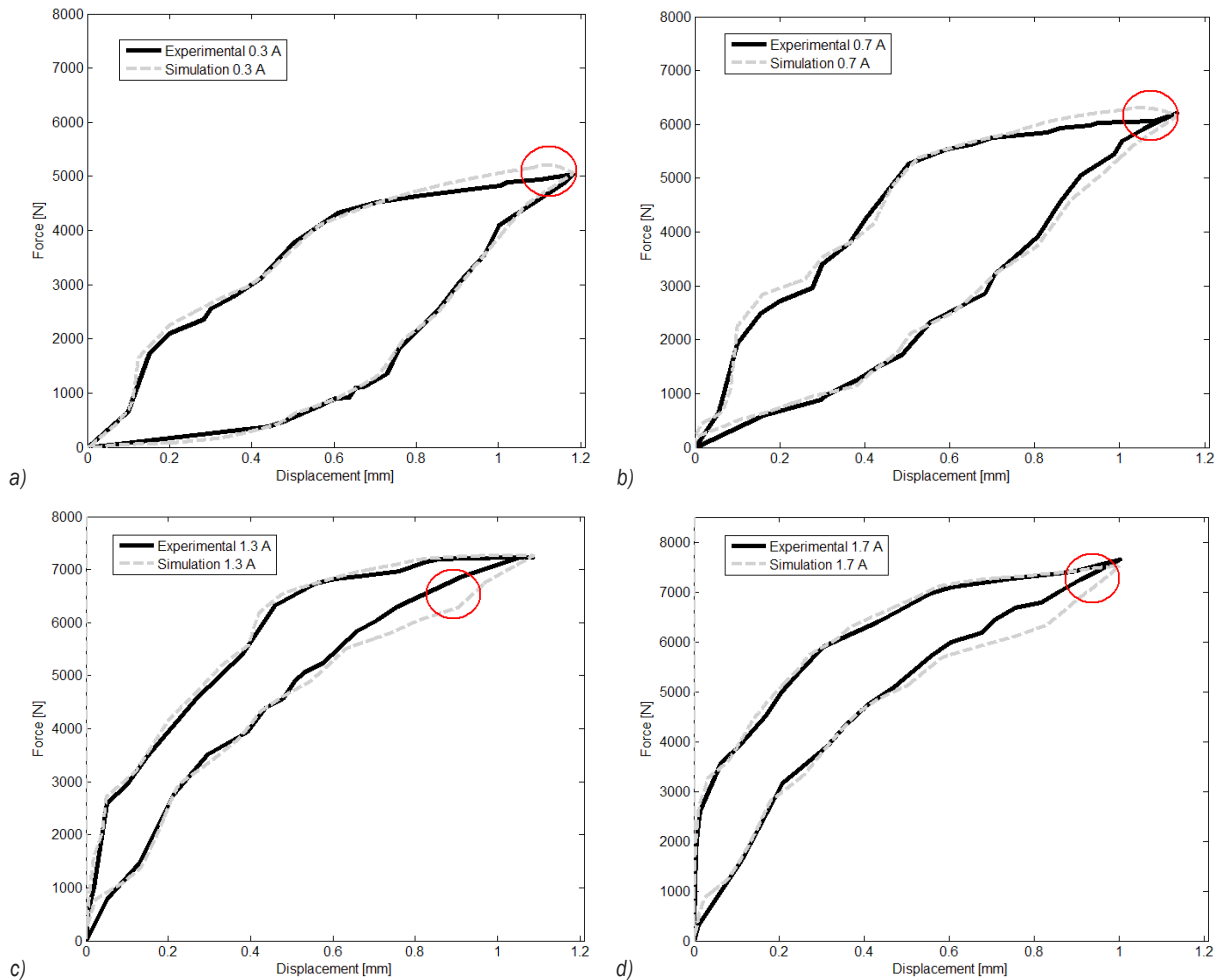 8000
7000
6000
5000
4000
3000
2000
1000
0
Force [N]
Experimental 0.3 A
Simulation 0.3 A
0 0.2 0.4 0.6 0.8 1 1.2
Displacement [mm]
a)
8000
7000
6000
5000
4000
3000
2000
1000
0
Force [N]
Experimental 0.7 A
Simulation 0.7 A
0 0.2 0.4 0.6 0.8 1 1.2
Displacement [mm]
b)
8000
7000
6000
5000
4000
3000
2000
1000
0
Force [N]
Experimental 1.3 A
Simulation 1.3 A
0 0.2 0.4 0.6 0.8 1 1.2
Displacement [mm]
c)
8000
7000
6000
5000
4000
3000
2000
1000
0
Force [N]
Experimental 1.7 A
Simulation 1.7 A
0 0.2 0.4 0.6 0.8 1 1.2
Displacement [mm]
d)